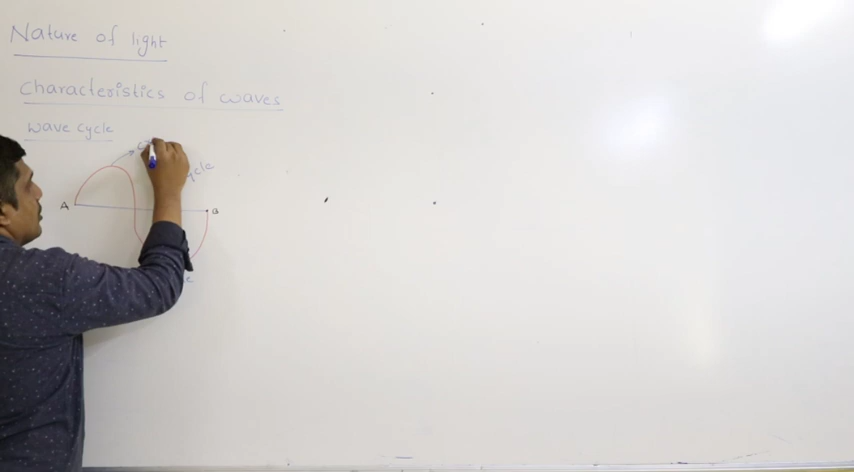 Nature of light
Characteristics of waves
wave cycle
A
B